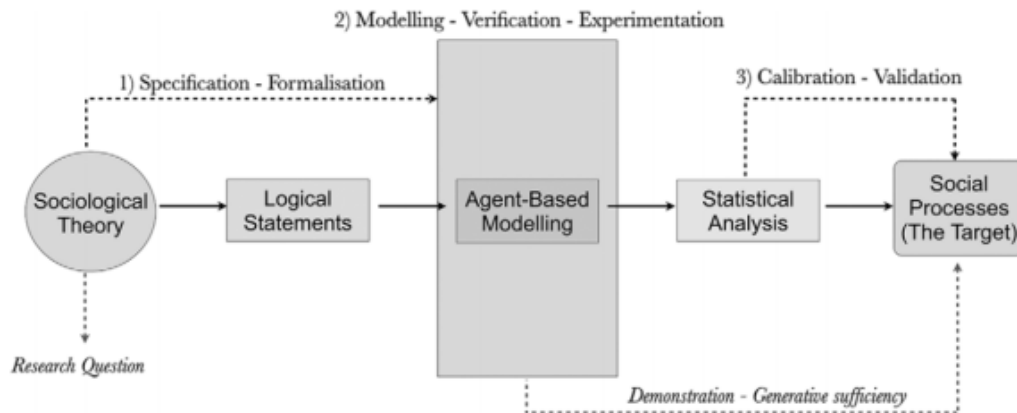 2) Modelling - Verification - Experimentation
1) Specification - Formalisation
3) Calibration - Validation
Sociological
Theory
Logical
Statements
Agent-Based
Modelling
Statistical
Analysis
Social
Processes
(The Target)
Research Question
Demonstration - Generative sufficiency